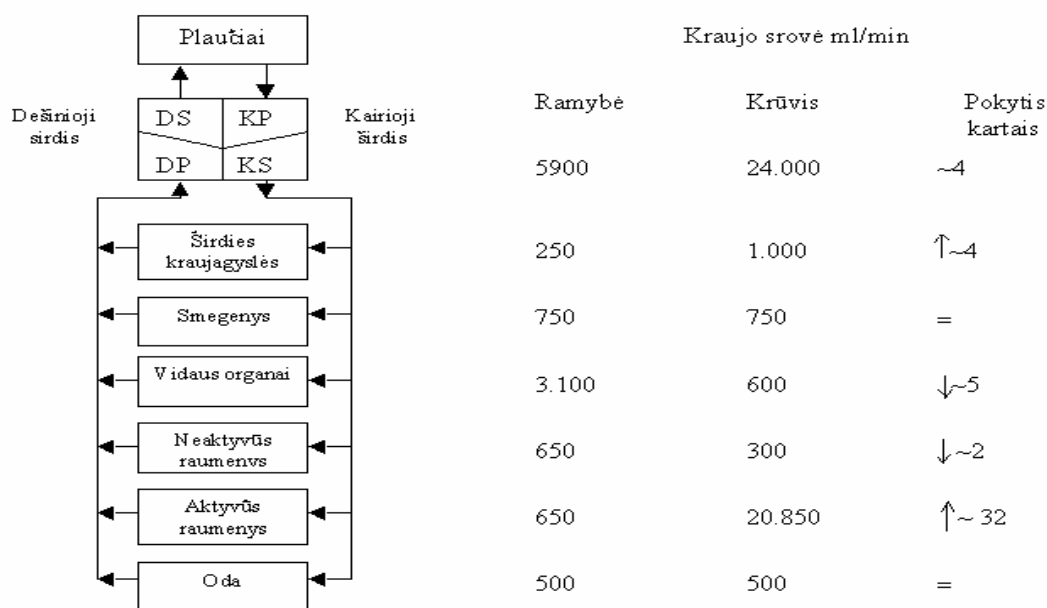 Plaučiai
Kraujo srovė ml/min
Dešinioji
sirdis
DS
KP
Kairioji
širdis
DP
KS
Ramybė
Krūvis
Pokytis
kartais
5900
24.000
~4
Širdies
kraujagyslės
250
1.000
↑~4
Smegenys
750
750
=
Vidaus organai
3.100
600
↓~5
Neaktyvūs
raumenys
650
300
↓~2
Aktyvūs
raumenys
650
20.850
↑~ 32
Oda
500
500
=